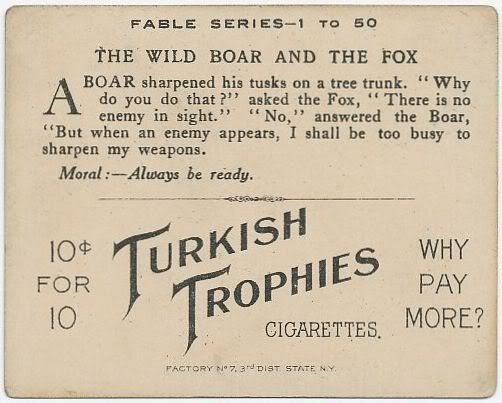 FABLE SERIES—1 TO 50
THE WILD BOAR AND THE FOX
A BOAR sharpened his tusks on a tree trunk. "Why
do you do that?" asked the Fox, "There is no
enemy in sight." "No," answered the Boar,
"But when an enemy appears, I shall be too busy to
sharpen my weapons.
Moral:—Always be ready.
10¢
FOR
10
TURKISH
TROPHIES
CIGARETTES.
WHY
PAY
MORE?
FACTORY No 7, 3rd DIST. STATE N.Y.